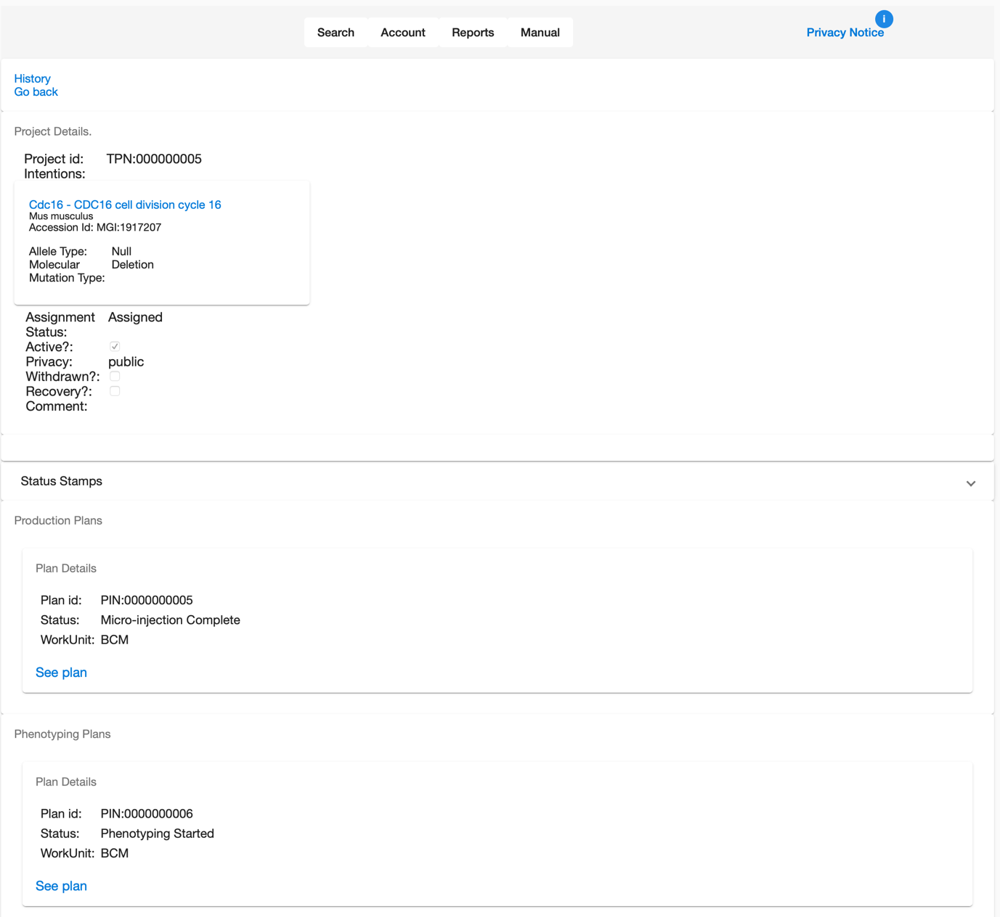 Search Account Reports Manual
i
Privacy Notice
History
Go back
Project Details.
Project id: TPN:000000005
Intentions:
Cdc16 - CDC16 cell division cycle 16
Mus musculus
Accession Id: MGI:1917207
Allele Type: Null
Molecular Deletion
Mutation Type:
Assignment Assigned
Status:
Active?:
Privacy: public
Withdrawn?:
Recovery?:
Comment:
Status Stamps
Production Plans
Plan Details
Plan id: PIN:0000000005
Status: Micro-injection Complete
WorkUnit: BCM
See plan
Phenotyping Plans
Plan Details
Plan id: PIN:0000000006
Status: Phenotyping Started
WorkUnit: BCM
See plan